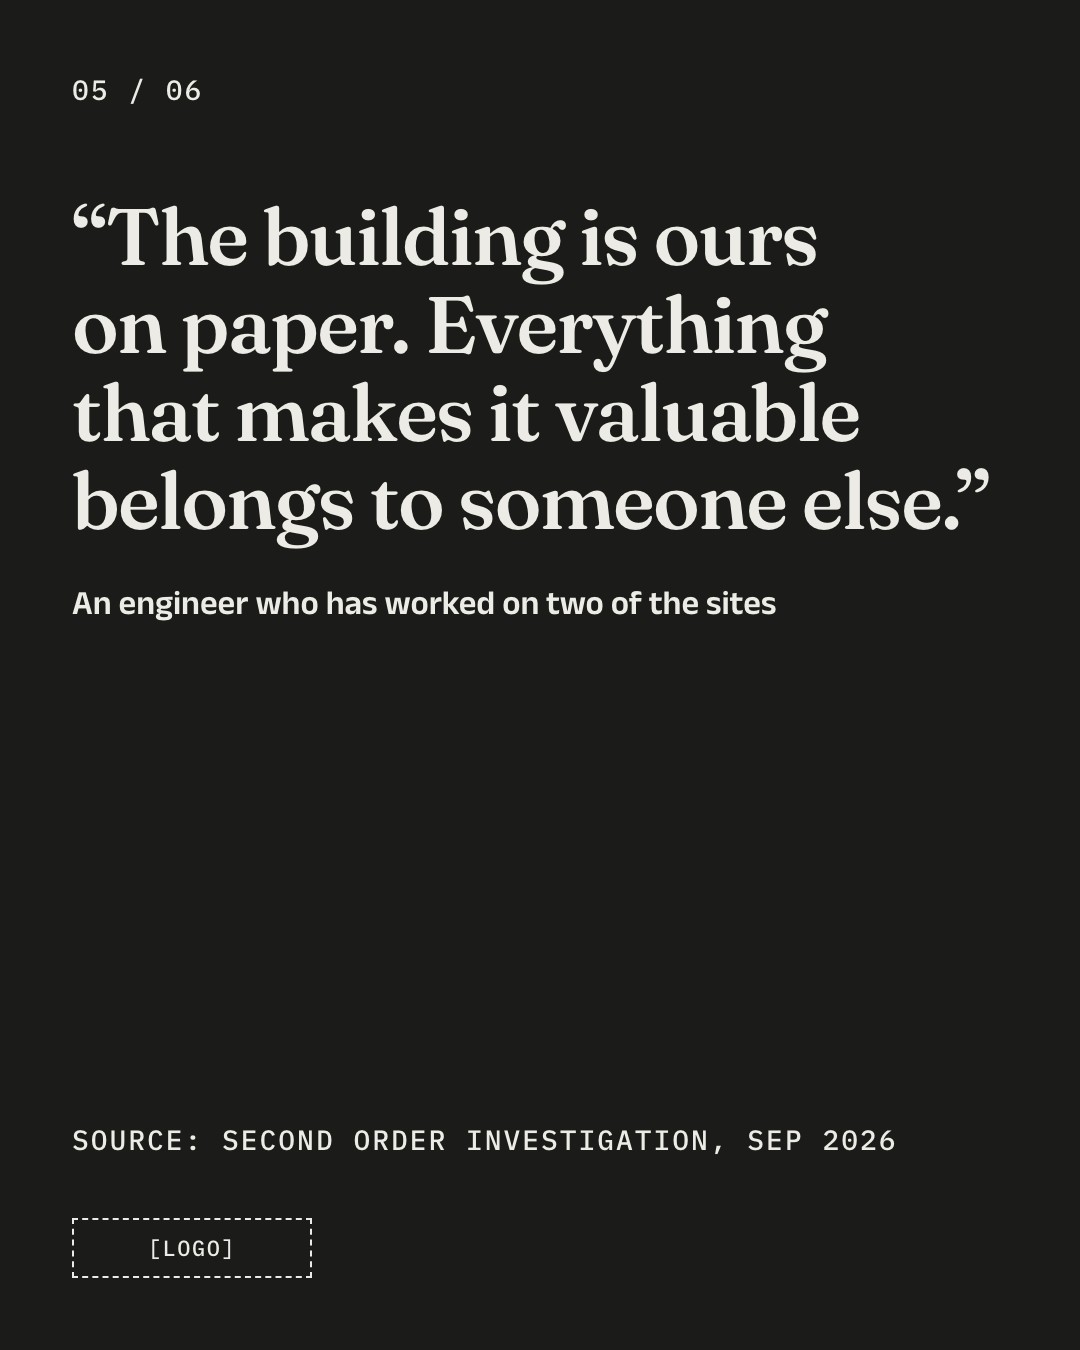 05 / 06
“The building is ours
on paper. Everything
that makes it valuable
belongs to someone else.”
An engineer who has worked on two of the sites
SOURCE: SECOND ORDER INVESTIGATION, SEP 2026
[LOGO]